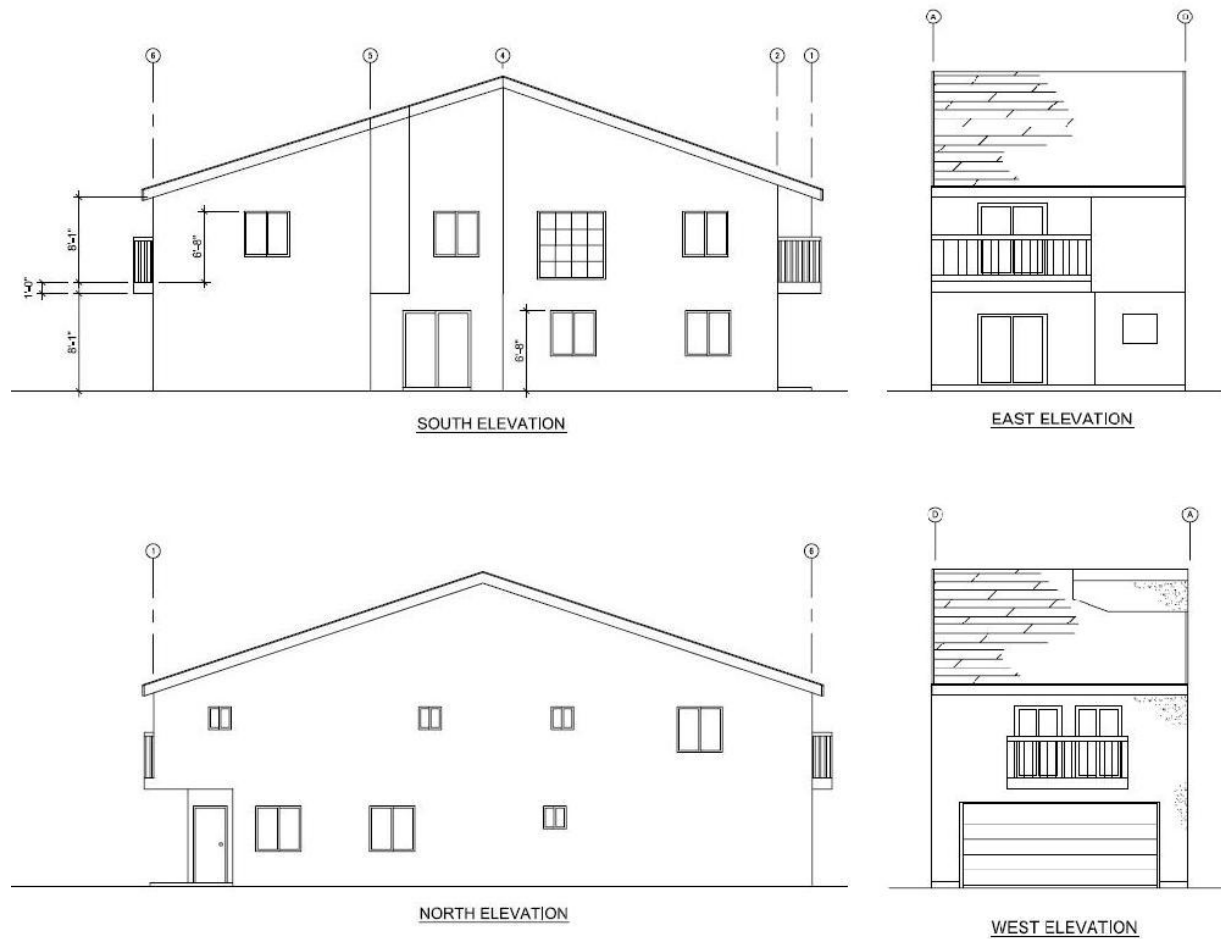 6
5
4
2
1
A
D
8'-1"
6'-8"
1'-0"
8'-1"
6'-8"
SOUTH ELEVATION
EAST ELEVATION
1
6
D
A
NORTH ELEVATION
WEST ELEVATION